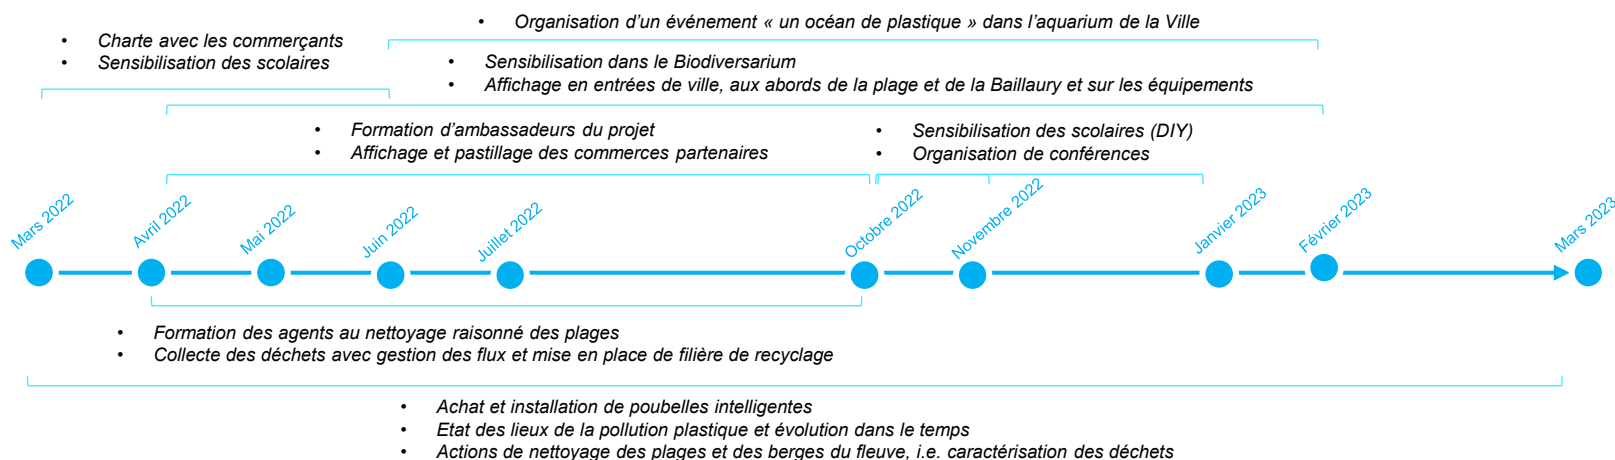 • Organisation d’un événement « un océan de plastique » dans l’aquarium de la Ville
• Charte avec les commerçants
• Sensibilisation des scolaires
• Sensibilisation dans le Biodiversarium
• Affichage en entrées de ville, aux abords de la plage et de la Baillaury et sur les équipements
• Formation d’ambassadeurs du projet
• Affichage et pastillage des commerces partenaires
• Sensibilisation des scolaires (DIY)
• Organisation de conférences
Mars 2022
Avril 2022
Mai 2022
Juin 2022
Juillet 2022
Octobre 2022
Novembre 2022
Janvier 2023
Février 2023
Mars 2023
• Formation des agents au nettoyage raisonné des plages
• Collecte des déchets avec gestion des flux et mise en place de filière de recyclage
• Achat et installation de poubelles intelligentes
• Etat des lieux de la pollution plastique et évolution dans le temps
• Actions de nettoyage des plages et des berges du fleuve, i.e. caractérisation des déchets